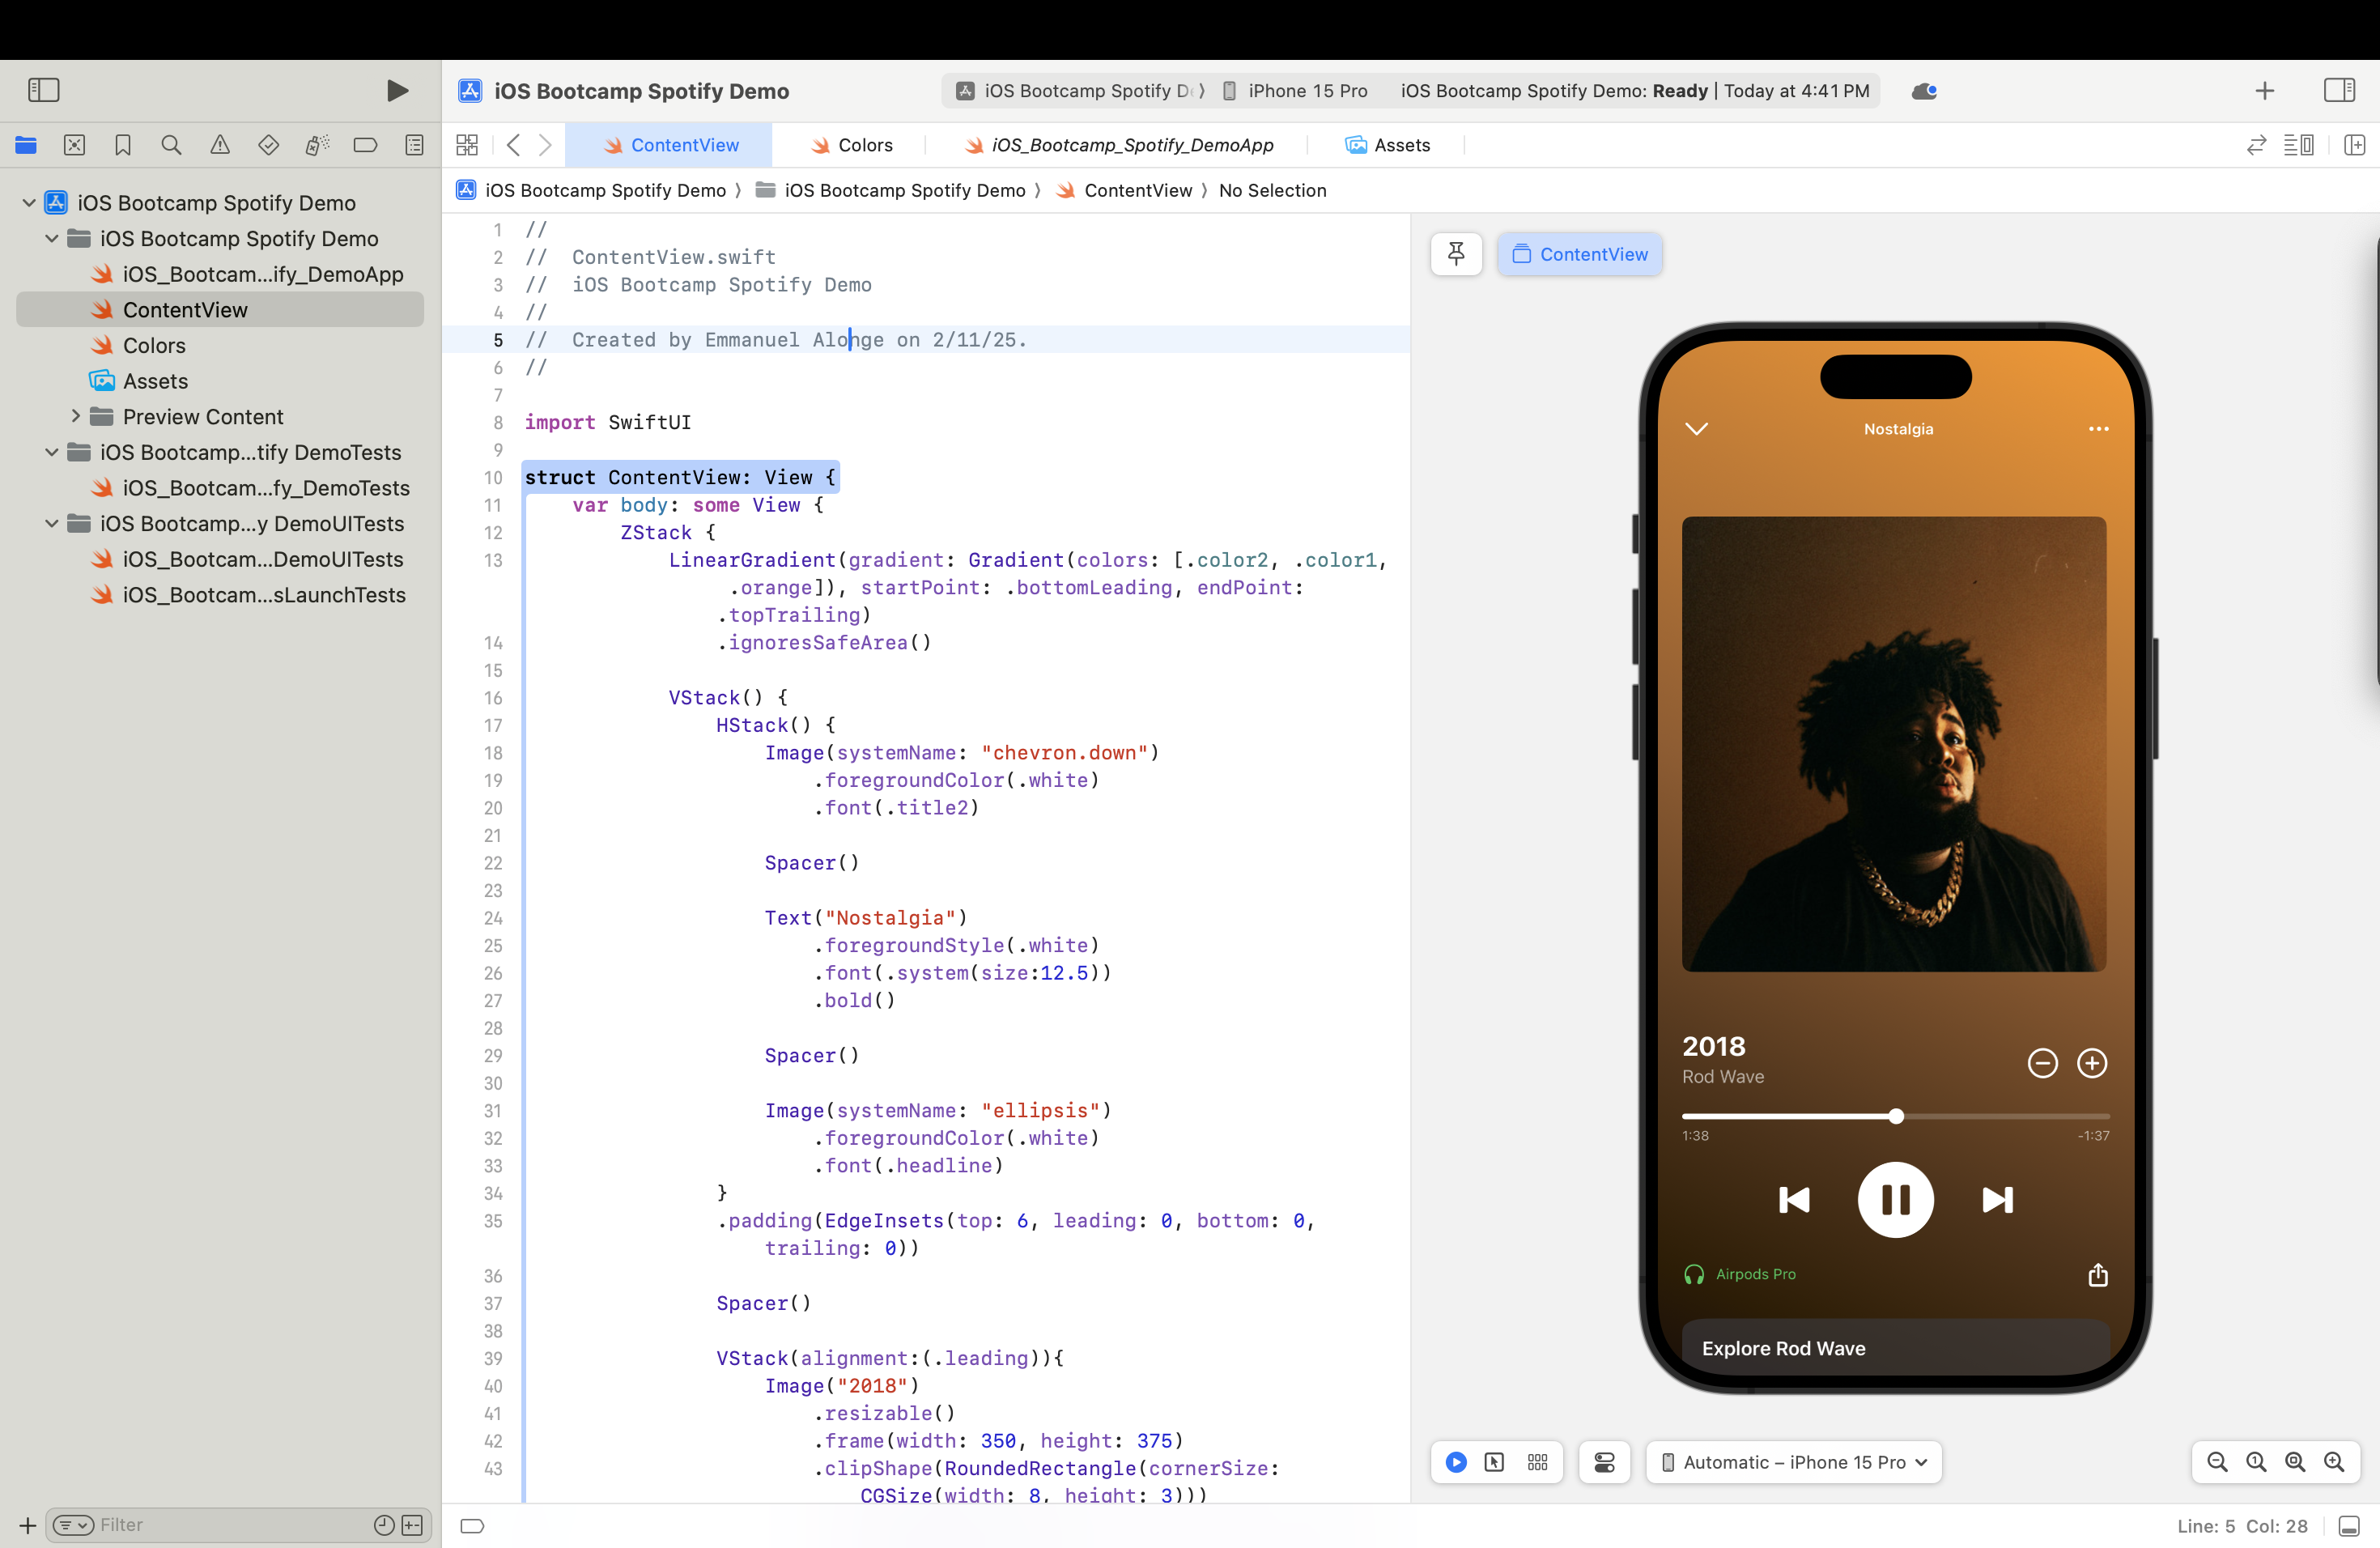 iOS Bootcamp Spotify Demo
iOS Bootcamp Spotify D
iPhone 15 Pro
iOS Bootcamp Spotify Demo: Ready | Today at 4:41 PM
ContentView
Colors
iOS_Bootcamp_Spotify_DemoApp
Assets
iOS Bootcamp Spotify Demo
iOS Bootcamp Spotify Demo
ContentView
No Selection
iOS Bootcamp Spotify Demo
iOS Bootcamp Spotify Demo
iOS_Bootcam...ify_DemoApp
ContentView
Colors
Assets
Preview Content
iOS Bootcamp...tify DemoTests
iOS_Bootcam...fy_DemoTests
iOS Bootcamp...y DemoUITests
iOS_Bootcam...DemoUITests
iOS_Bootcam...sLaunchTests
Filter
1 //
2 //  ContentView.swift
3 //  iOS Bootcamp Spotify Demo
4 //
5 //  Created by Emmanuel Alonge on 2/11/25.
6 //
7
8 import SwiftUI
9
10 struct ContentView: View {
11     var body: some View {
12         ZStack {
13             LinearGradient(gradient: Gradient(colors: [.color2, .color1,
.orange]), startPoint: .bottomLeading, endPoint:
.topTrailing)
14                 .ignoresSafeArea()
15
16             VStack() {
17                 HStack() {
18                     Image(systemName: "chevron.down")
19                         .foregroundColor(.white)
20                         .font(.title2)
21
22                     Spacer()
23
24                     Text("Nostalgia")
25                         .foregroundStyle(.white)
26                         .font(.system(size:12.5))
27                         .bold()
28
29                     Spacer()
30
31                     Image(systemName: "ellipsis")
32                         .foregroundColor(.white)
33                         .font(.headline)
34                 }
35                 .padding(EdgeInsets(top: 6, leading: 0, bottom: 0,
trailing: 0))
36
37                 Spacer()
38
39                 VStack(alignment:(.leading)){
40                     Image("2018")
41                         .resizable()
42                         .frame(width: 350, height: 375)
43                         .clipShape(RoundedRectangle(cornerSize:
CGSize(width: 8, height: 3)))
ContentView
Nostalgia
2018
Rod Wave
1:38
-1:37
Airpods Pro
Explore Rod Wave
Automatic – iPhone 15 Pro
Line: 5 Col: 28